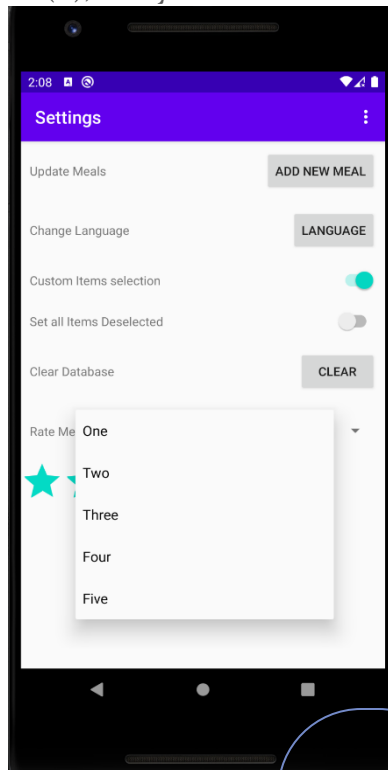 2:08
Settings
Update Meals ADD NEW MEAL
Change Language LANGUAGE
Custom Items selection
Set all Items Deselected
Clear Database CLEAR
Rate Me
One
Two
Three
Four
Five